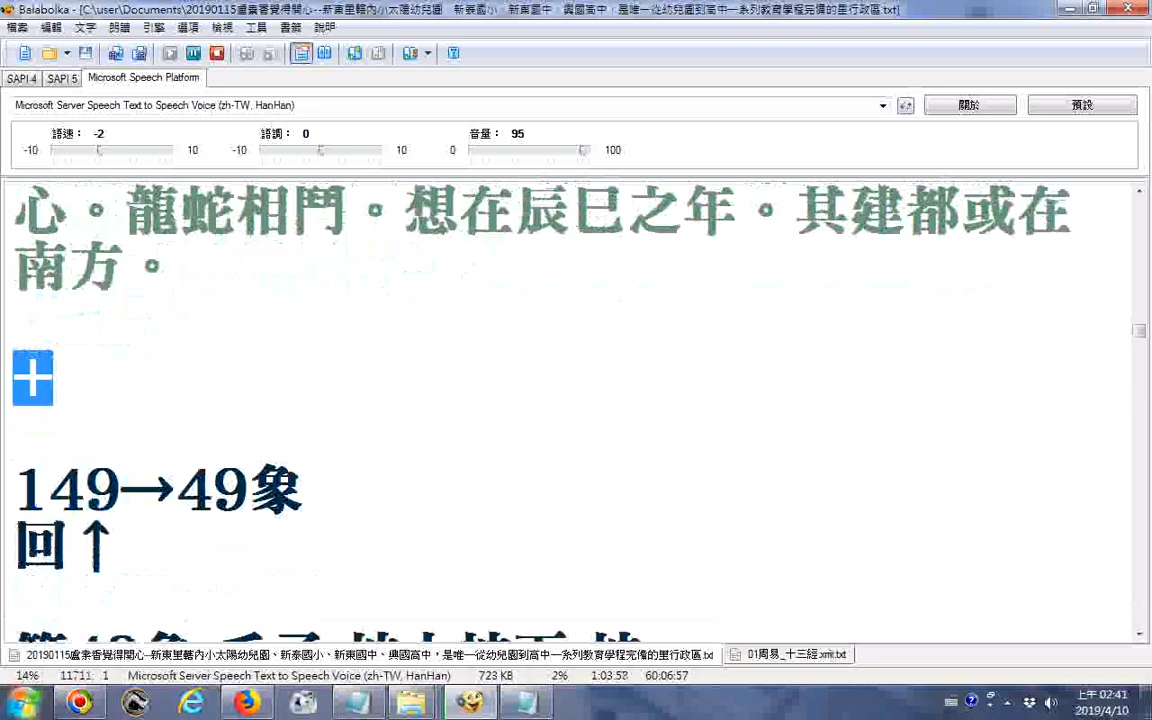 Balabolka - [C:\user\Documents\20190115盧素香覺得開心--新東里轄內小太陽幼兒園、新泰國小、新東國中、興國高中，是唯一從幼兒園到高中一系列教育學程完備的里行政區.txt]
檔案 編輯 文字 朗讀 引擎 選項 檢視 工具 書籤 說明
SAPI 4 SAPI 5 Microsoft Speech Platform
Microsoft Server Speech Text to Speech Voice (zh-TW, HanHan) 關於 預設
語速： -2 語調： 0 音量： 95
-10 10 -10 10 0 100
心。龍蛇相鬥。想在辰巳之年。其建都或在
南方。
十
149→49象
回↑
20190115盧素香覺得開心--新東里轄內小太陽幼兒園、新泰國小、新東國中、興國高中，是唯一從幼兒園到高中一系列教育學程完備的里行政區.txt 01周易_十三經.xml.txt
14% 11711: 1 Microsoft Server Speech Text to Speech Voice (zh-TW, HanHan) 723 KB 2% 1:03:58 60:06:57
上午 02:41
2019/4/10